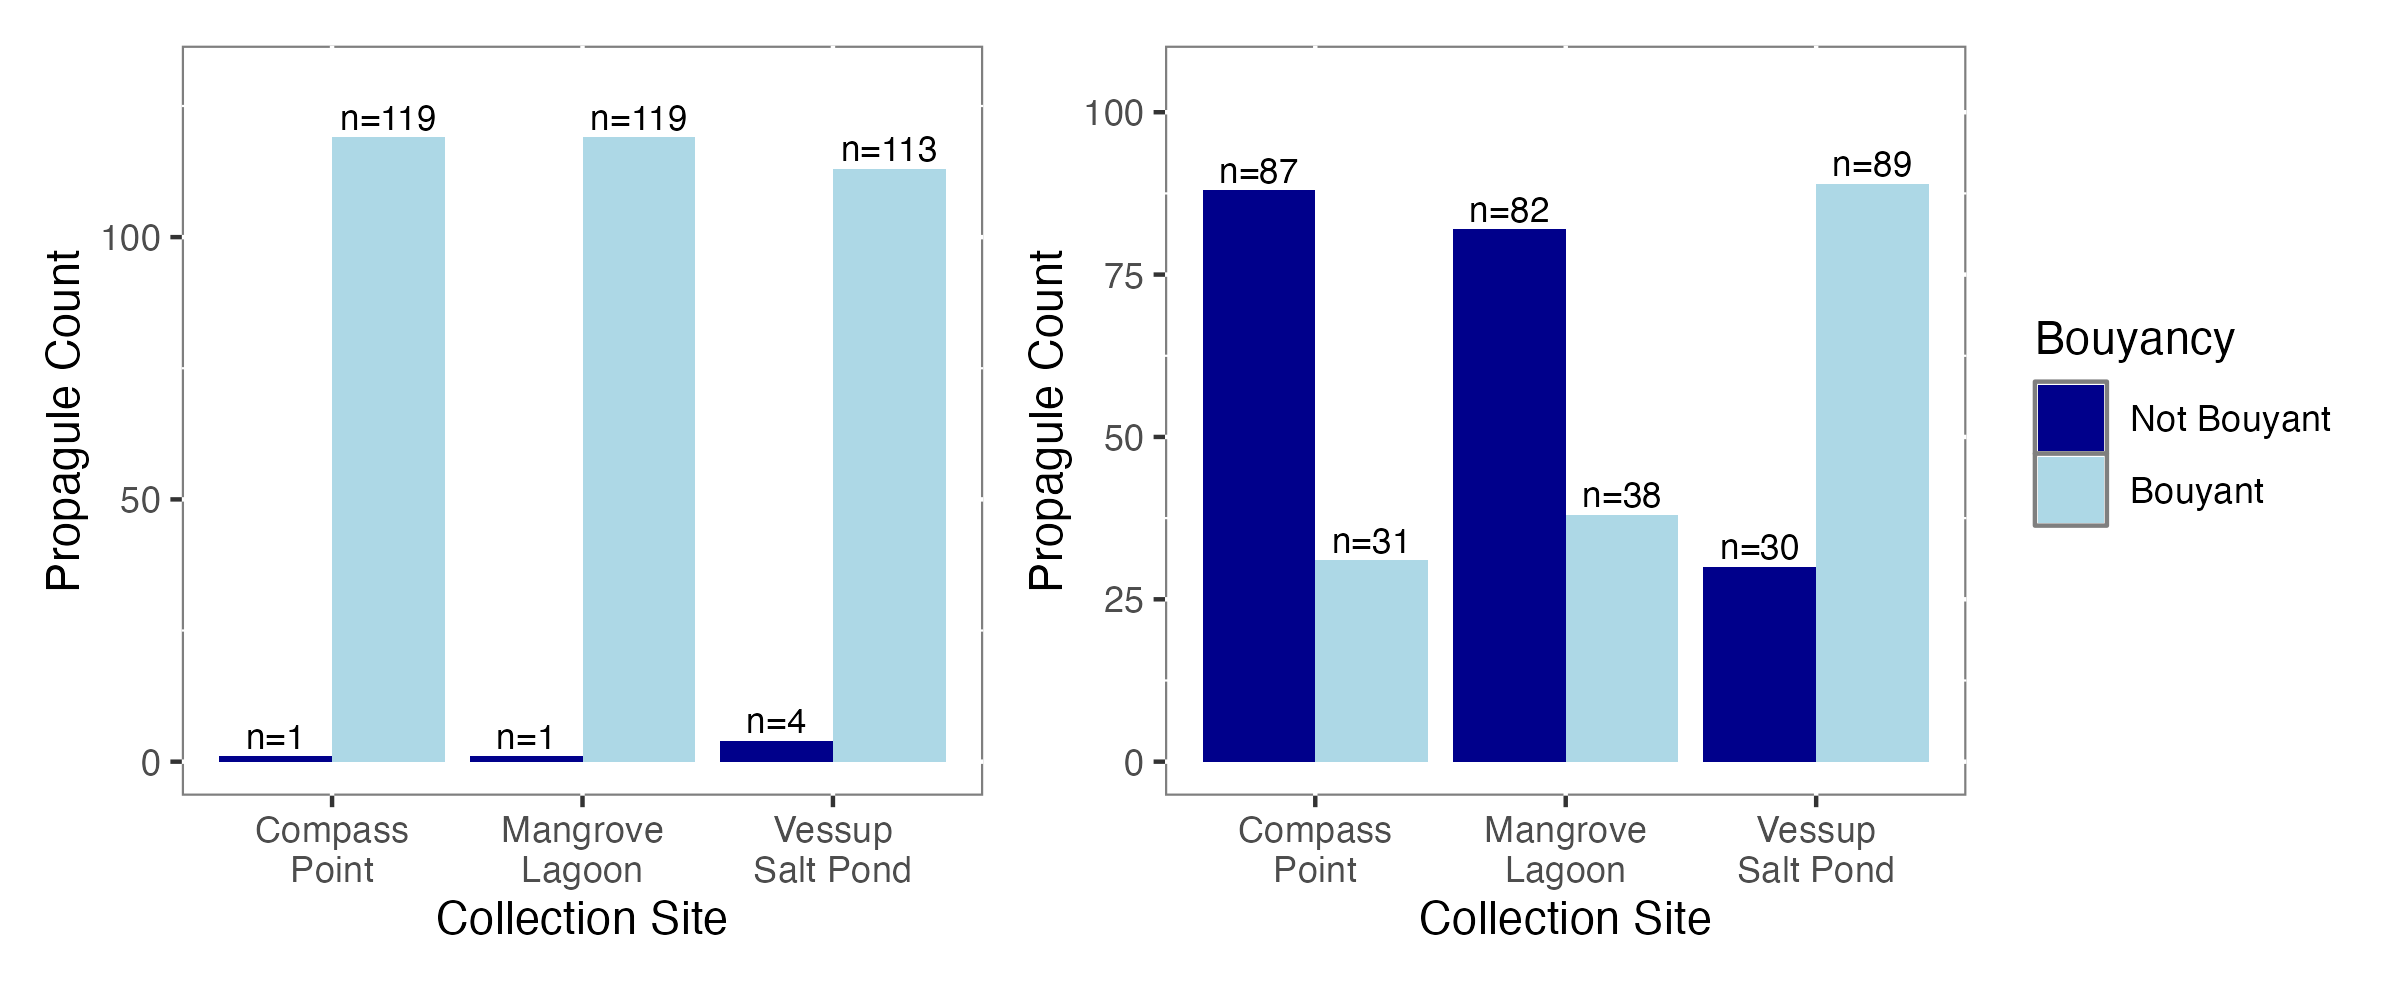 n=119
n=119
n=113
n=1
n=1
n=4
100
50
0
Propagule Count
Compass
Point
Mangrove
Lagoon
Vessup
Salt Pond
Collection Site
n=87
n=31
n=82
n=38
n=30
n=89
100
75
50
25
0
Propagule Count
Compass
Point
Mangrove
Lagoon
Vessup
Salt Pond
Collection Site
Bouyancy
Not Bouyant
Bouyant